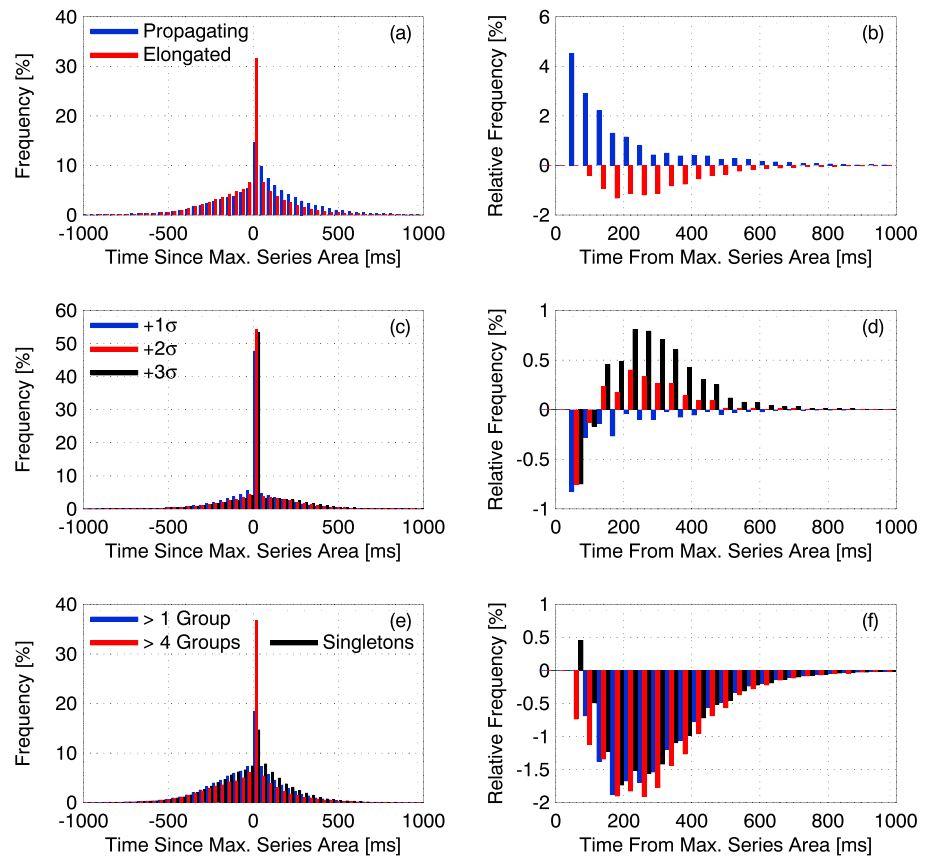 40
30
20
10
0
Frequency [%]
Propagating
Elongated
(a)
-1000 -500 0 500 1000
Time Since Max. Series Area [ms]
6
4
2
0
-2
Relative Frequency [%]
(b)
0 200 400 600 800 1000
Time From Max. Series Area [ms]
60
50
40
30
20
10
0
Frequency [%]
+1σ
+2σ
+3σ
(c)
-1000 -500 0 500 1000
Time Since Max. Series Area [ms]
1
0.5
0
-0.5
-1
Relative Frequency [%]
(d)
0 200 400 600 800 1000
Time From Max. Series Area [ms]
40
30
20
10
0
Frequency [%]
> 1 Group
> 4 Groups
Singletons
(e)
-1000 -500 0 500 1000
Time Since Max. Series Area [ms]
1
0.5
0
-0.5
-1
-1.5
-2
Relative Frequency [%]
(f)
0 200 400 600 800 1000
Time From Max. Series Area [ms]